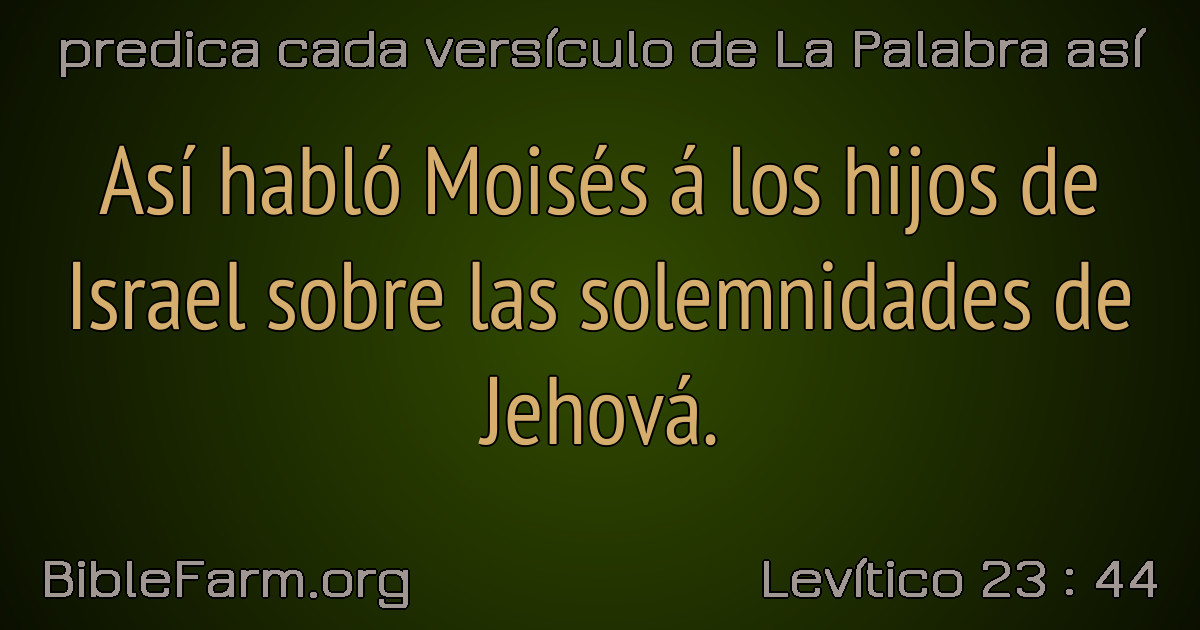 predica cada versículo de La Palabra así
Así habló Moisés á los hijos de
Israel sobre las solemnidades de
Jehová.
BibleFarm.org
Levítico 23 : 44